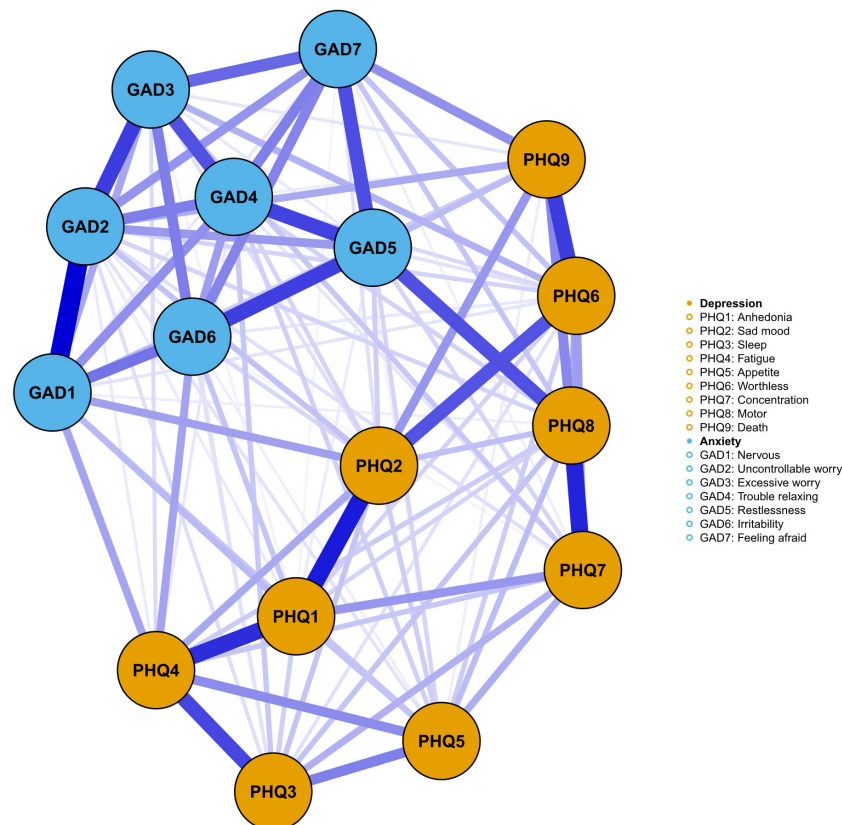 GAD7
GAD3
PHQ9
GAD4
GAD2
GAD5
PHQ6
GAD6
GAD1
PHQ8
PHQ2
PHQ7
PHQ1
PHQ4
PHQ5
PHQ3
Depression
PHQ1: Anhedonia
PHQ2: Sad mood
PHQ3: Sleep
PHQ4: Fatigue
PHQ5: Appetite
PHQ6: Worthless
PHQ7: Concentration
PHQ8: Motor
PHQ9: Death
Anxiety
GAD1: Nervous
GAD2: Uncontrollable worry
GAD3: Excessive worry
GAD4: Trouble relaxing
GAD5: Restlessness
GAD6: Irritability
GAD7: Feeling afraid